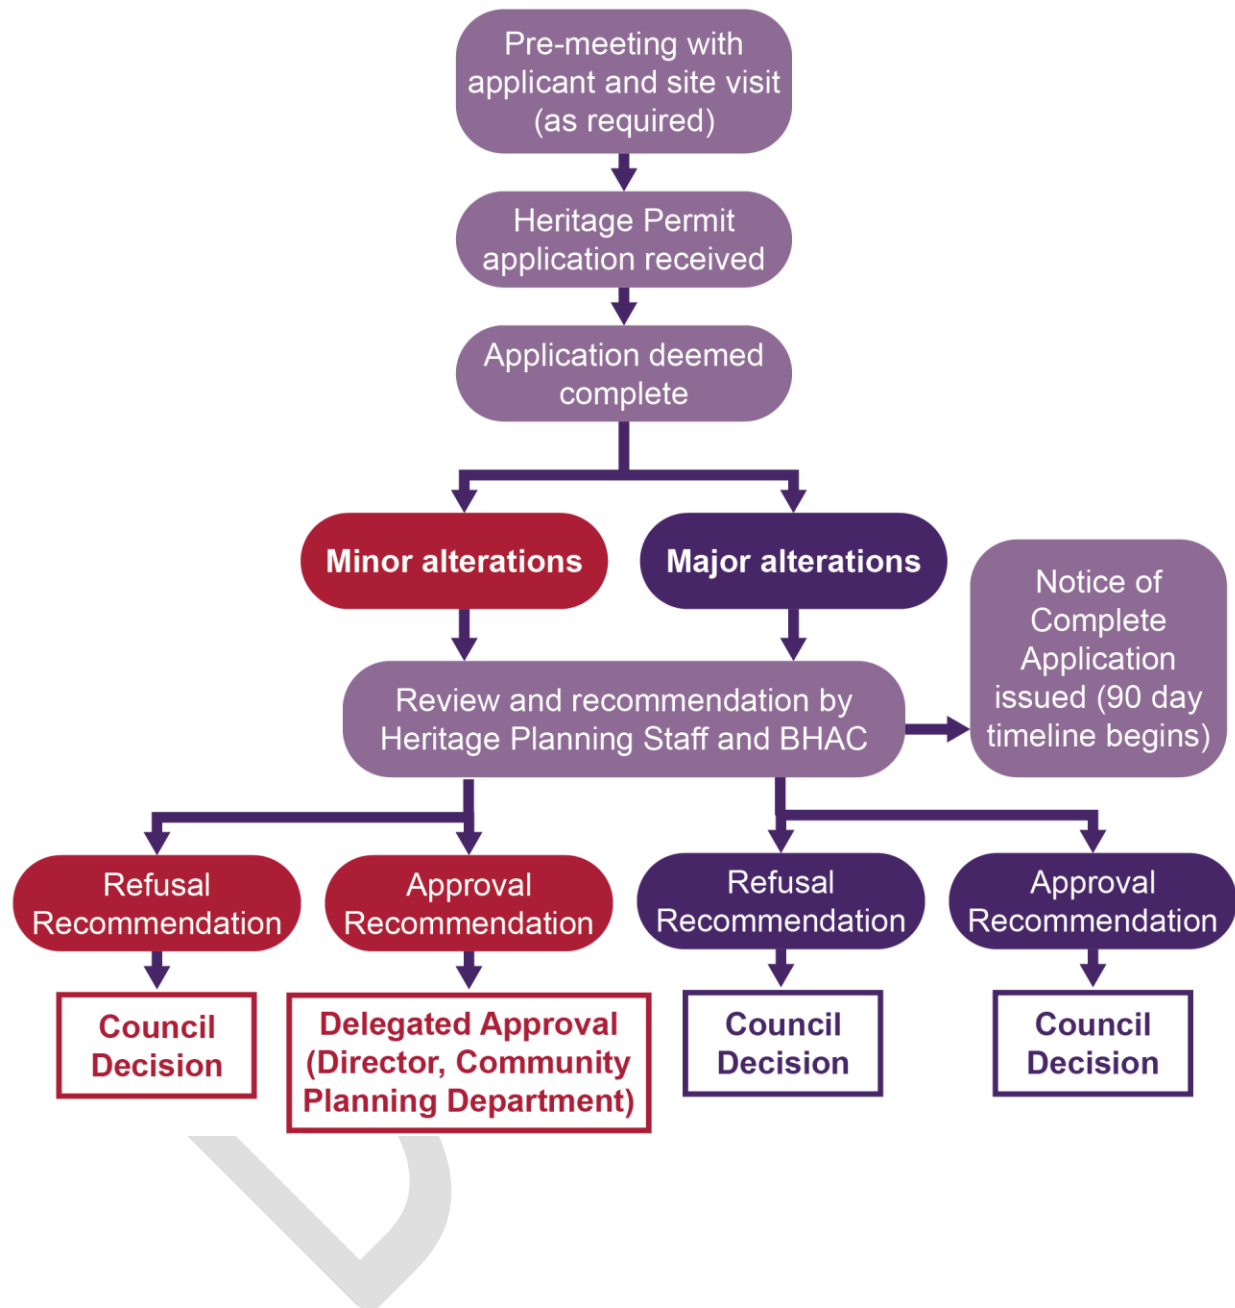 Pre-meeting with
applicant and site visit
(as required)
Heritage Permit
application received
Application deemed
complete
Minor alterations
Major alterations
Notice of
Complete
Application
issued (90 day
timeline begins)
Review and recommendation by
Heritage Planning Staff and BHAC
Refusal
Recommendation
Approval
Recommendation
Refusal
Recommendation
Approval
Recommendation
Council
Decision
Delegated Approval
(Director, Community
Planning Department)
Council
Decision
Council
Decision